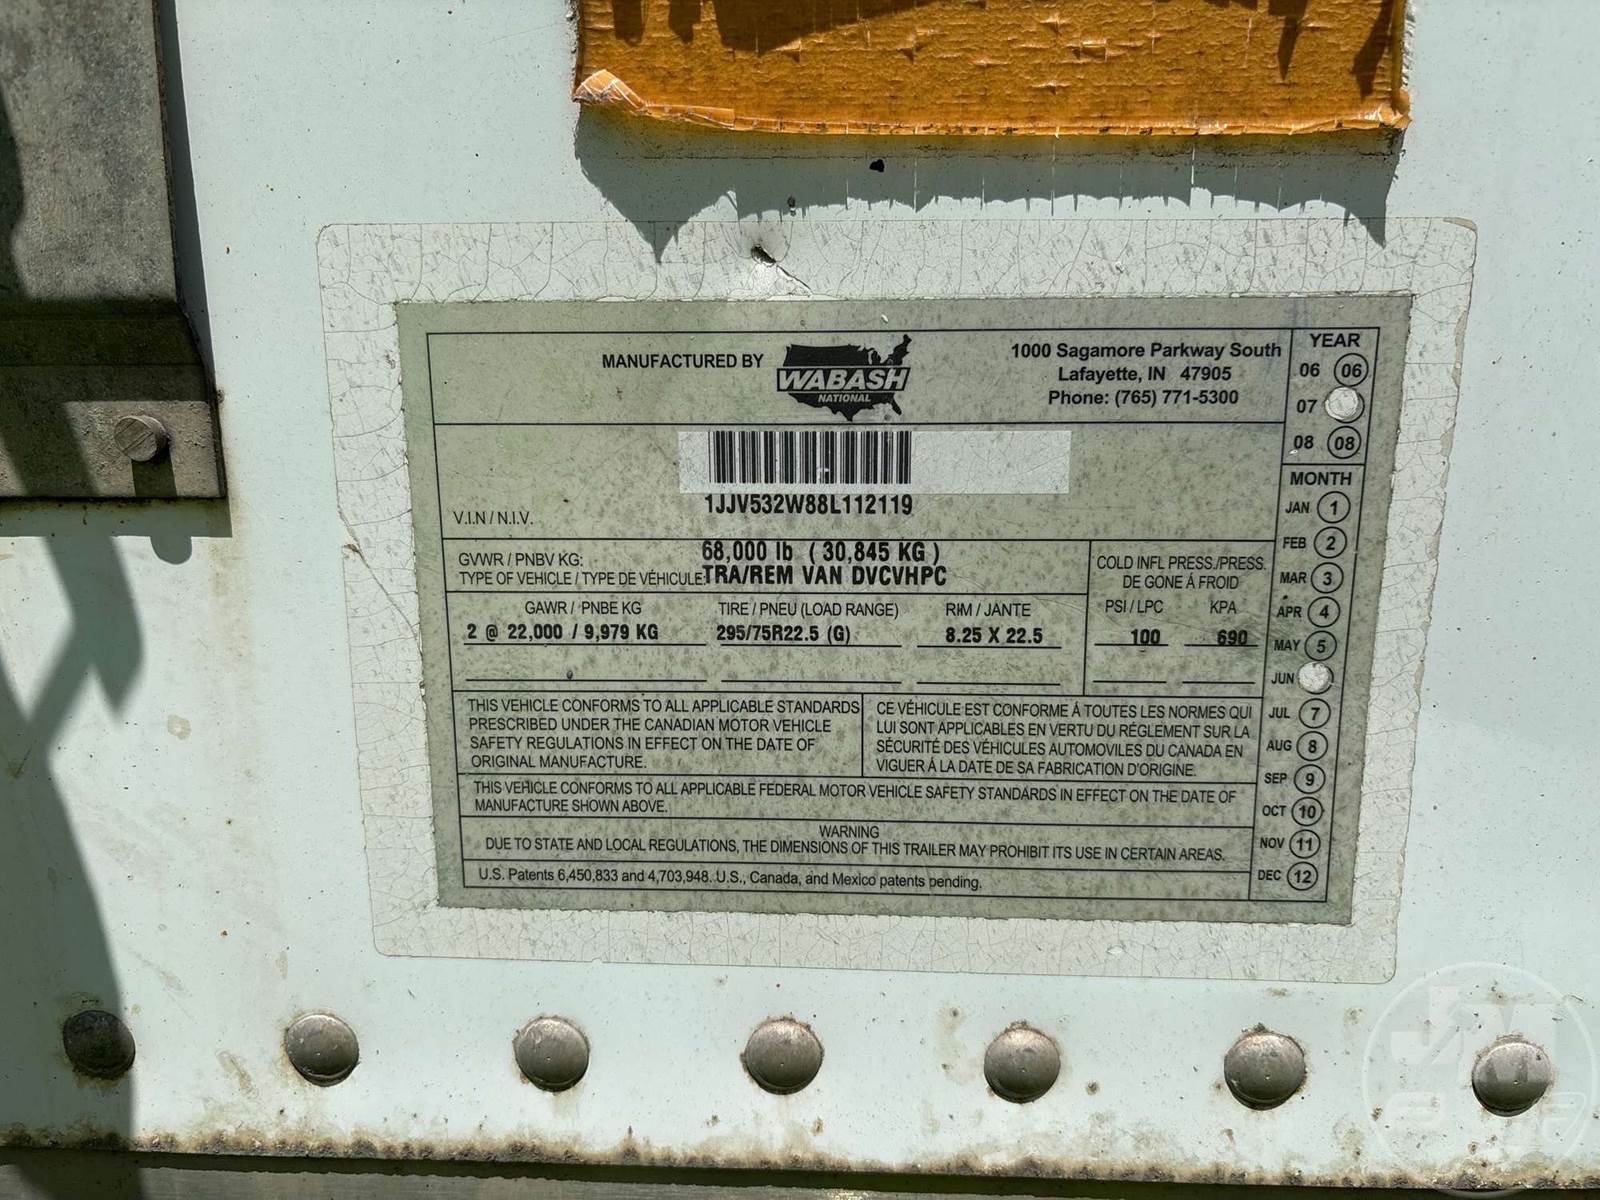 MANUFACTURED BY
WABASH
NATIONAL
1000 Sagamore Parkway South
Lafayette, IN 47905
Phone: (765) 771-5300
YEAR
06 06
07
08 08
1JJV532W88L112119
V.I.N / N.I.V.
GVWR / PNBV KG: 68,000 lb ( 30,845 KG )
TYPE OF VEHICLE / TYPE DE VÉHICULE: TRA/REM VAN DVCVHPC
COLD INFL PRESS./PRESS.
DE GONE À FROID
GAWR / PNBE KG TIRE / PNEU (LOAD RANGE) RIM / JANTE PSI / LPC KPA
2 @ 22,000 / 9,979 KG 295/75R22.5 (G) 8.25 X 22.5 100 690
MONTH
JAN 1
FEB 2
MAR 3
APR 4
MAY 5
JUN
JUL 7
AUG 8
SEP 9
OCT 10
NOV 11
DEC 12
THIS VEHICLE CONFORMS TO ALL APPLICABLE STANDARDS
PRESCRIBED UNDER THE CANADIAN MOTOR VEHICLE
SAFETY REGULATIONS IN EFFECT ON THE DATE OF
ORIGINAL MANUFACTURE.
CE VÉHICULE EST CONFORME À TOUTES LES NORMES QUI
LUI SONT APPLICABLES EN VERTU DU RÉGLEMENT SUR LA
SÉCURITÉ DES VÉHICULES AUTOMOVILES DU CANADA EN
VIGUER À LA DATE DE SA FABRICATION D'ORIGINE.
THIS VEHICLE CONFORMS TO ALL APPLICABLE FEDERAL MOTOR VEHICLE SAFETY STANDARDS IN EFFECT ON THE DATE OF
MANUFACTURE SHOWN ABOVE.
WARNING
DUE TO STATE AND LOCAL REGULATIONS, THE DIMENSIONS OF THIS TRAILER MAY PROHIBIT ITS USE IN CERTAIN AREAS.
U.S. Patents 6,450,833 and 4,703,948. U.S., Canada, and Mexico patents pending.